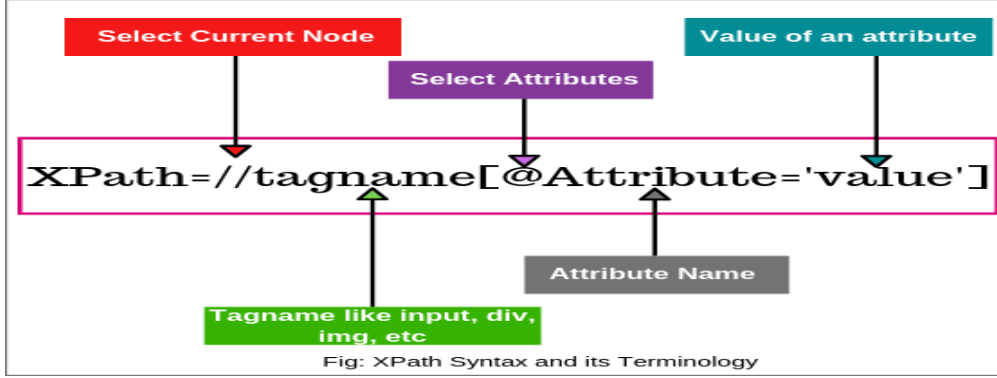 Select Current Node
Value of an attribute
Select Attributes
XPath=//tagname[@Attribute='value']
Attribute Name
Tagname like input, div,
img, etc
Fig: XPath Syntax and its Terminology